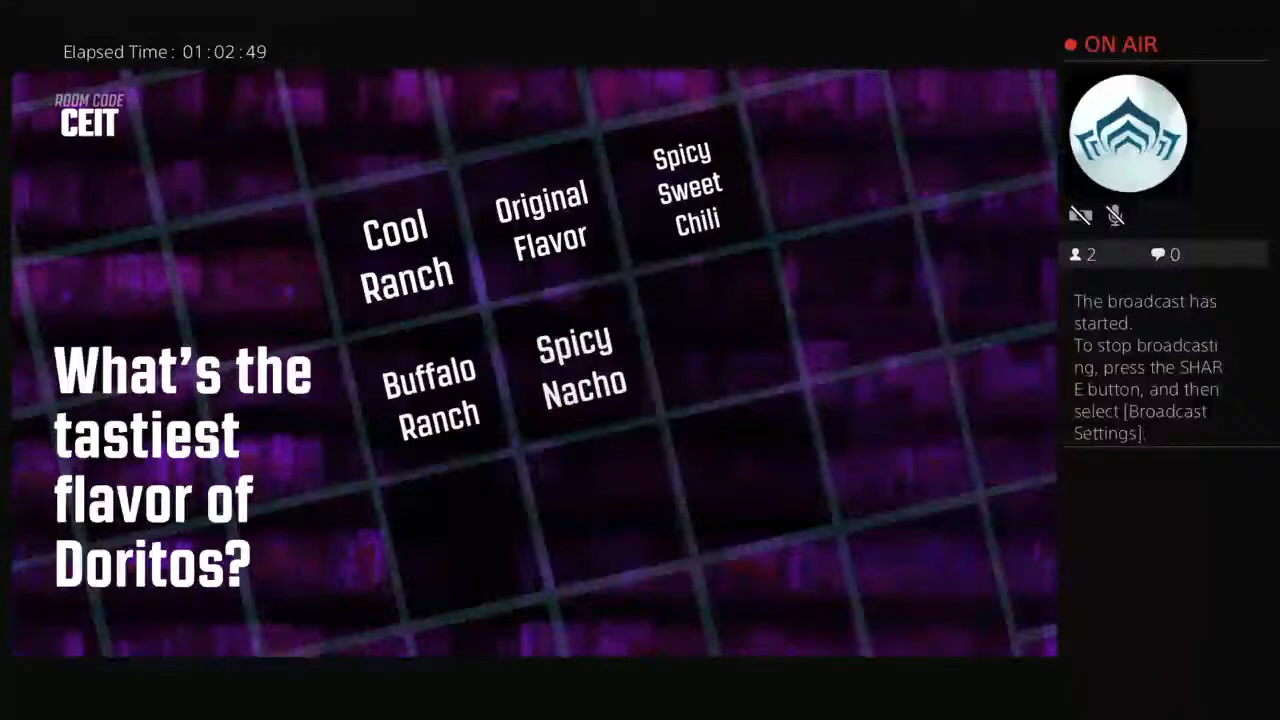 Elapsed Time: 01:02:49
ON AIR
ROOM CODE
CEIT
2
0
The broadcast has
started.
To stop broadcasti
ng, press the SHAR
E button, and then
select [Broadcast
Settings].
What's the
tastiest
flavor of
Doritos?
Cool
Ranch
Original
Flavor
Spicy
Sweet
Chili
Buffalo
Ranch
Spicy
Nacho